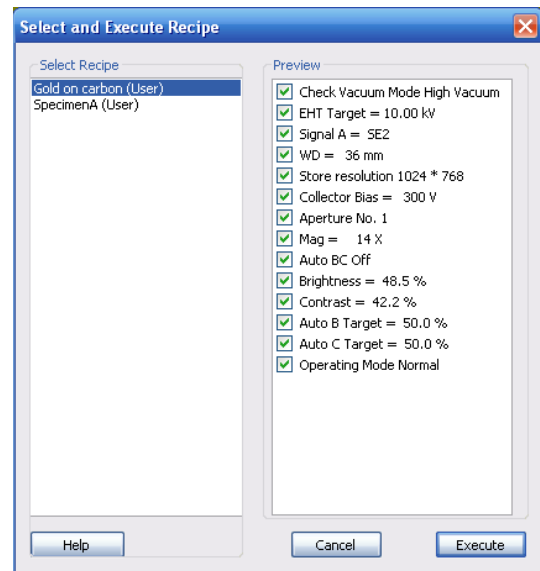 Select and Execute Recipe
Select Recipe
Gold on carbon (User)
SpecimenA (User)
Preview
Check Vacuum Mode High Vacuum
EHT Target = 10.00 kV
Signal A = SE2
WD = 36 mm
Store resolution 1024 * 768
Collector Bias = 300 V
Aperture No. 1
Mag = 14 X
Auto BC Off
Brightness = 48.5 %
Contrast = 42.2 %
Auto B Target = 50.0 %
Auto C Target = 50.0 %
Operating Mode Normal
Help
Cancel
Execute